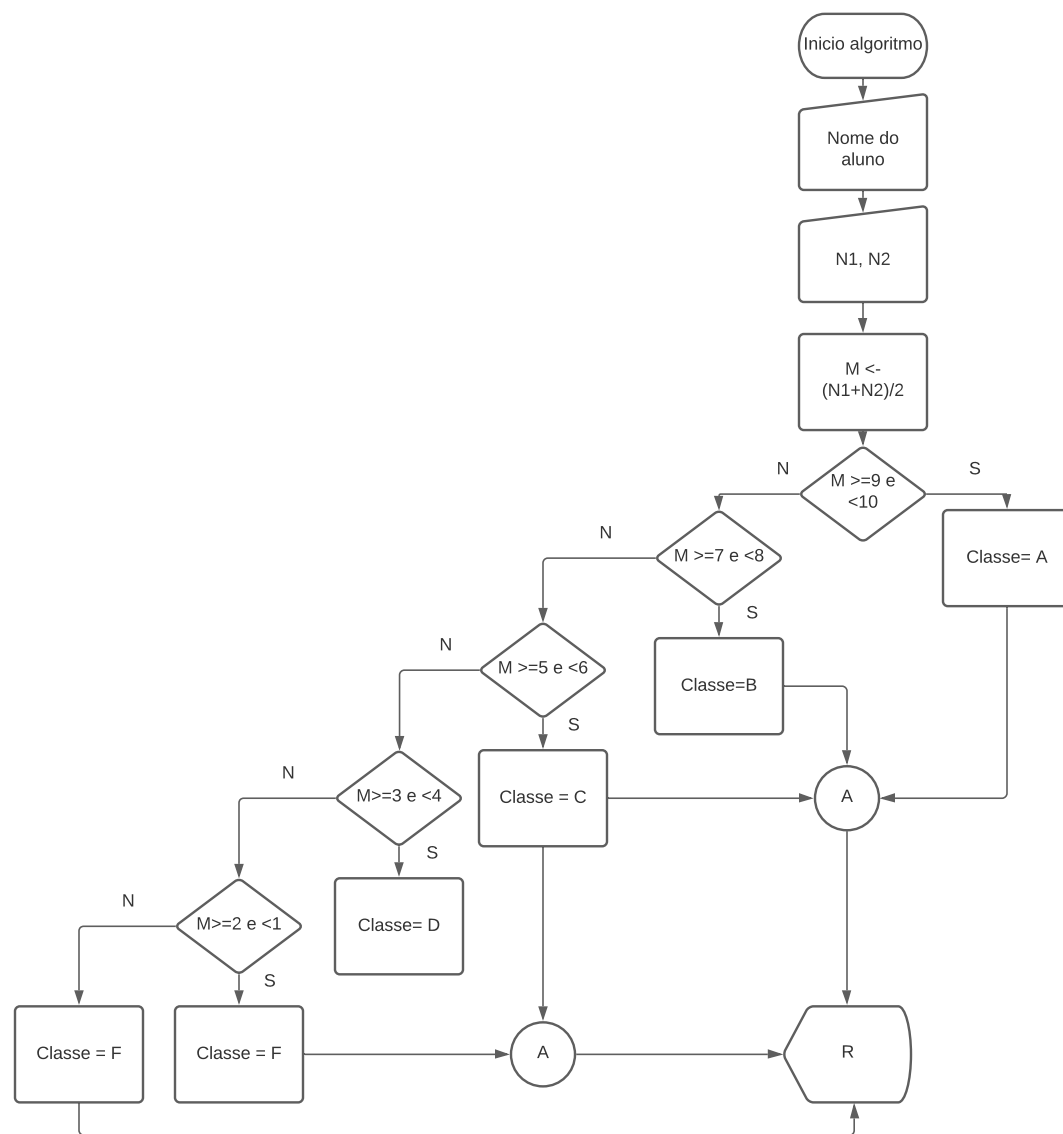 Inicio algoritmo
Nome do
aluno
N1, N2
M <-
(N1+N2)/2
N
M >=9 e
<10
S
N
M >=7 e <8
Classe= A
S
N
M >=5 e <6
Classe=B
S
N
M>=3 e <4
Classe = C
A
S
N
M>=2 e <1
Classe= D
S
Classe = F
Classe = F
A
R